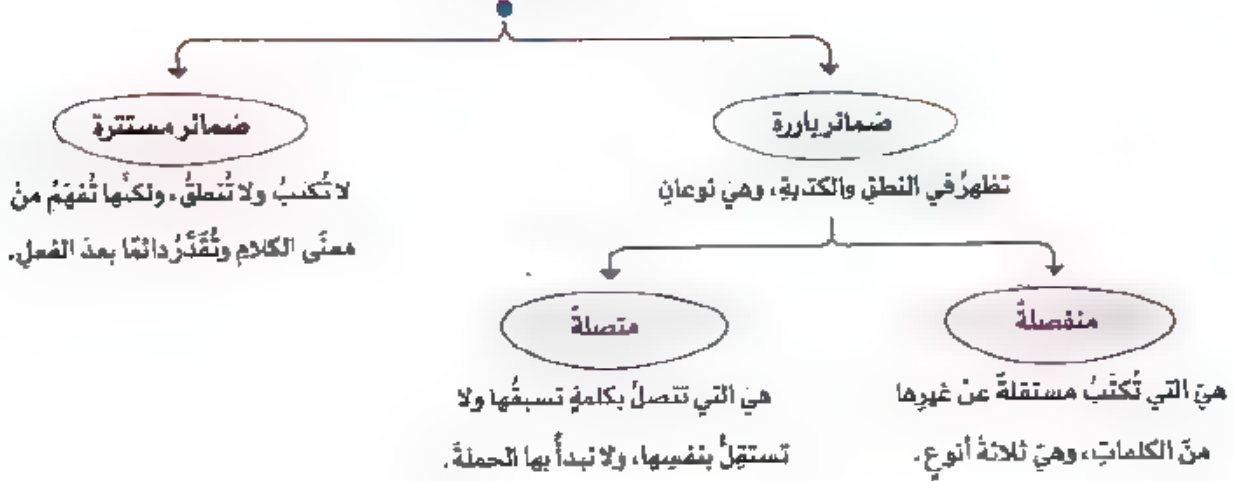 ضمائر بارزة
تظهرُ في النطقِ والكتابةِ، وهيَ نوعانِ
ضمائر مستترة
لا تُكتبُ ولا تُنطقُ، ولكنَّها تُفهَمُ منْ
معنَى الكلامِ وتُقَدَّرُ دائمًا بعدَ الفعلِ.
منفصلةٌ
هيَ التي تُكتَبُ مستقلةً عنْ غيرِها
منَ الكلماتِ، وهيَ ثلاثةُ أنوعٍ.
متصلةٌ
هيَ التي تتصلُ بكلمةٍ تسبقُها ولا
تستقلُّ بنفسِها، ولا تبدأُ بها الجملةُ.